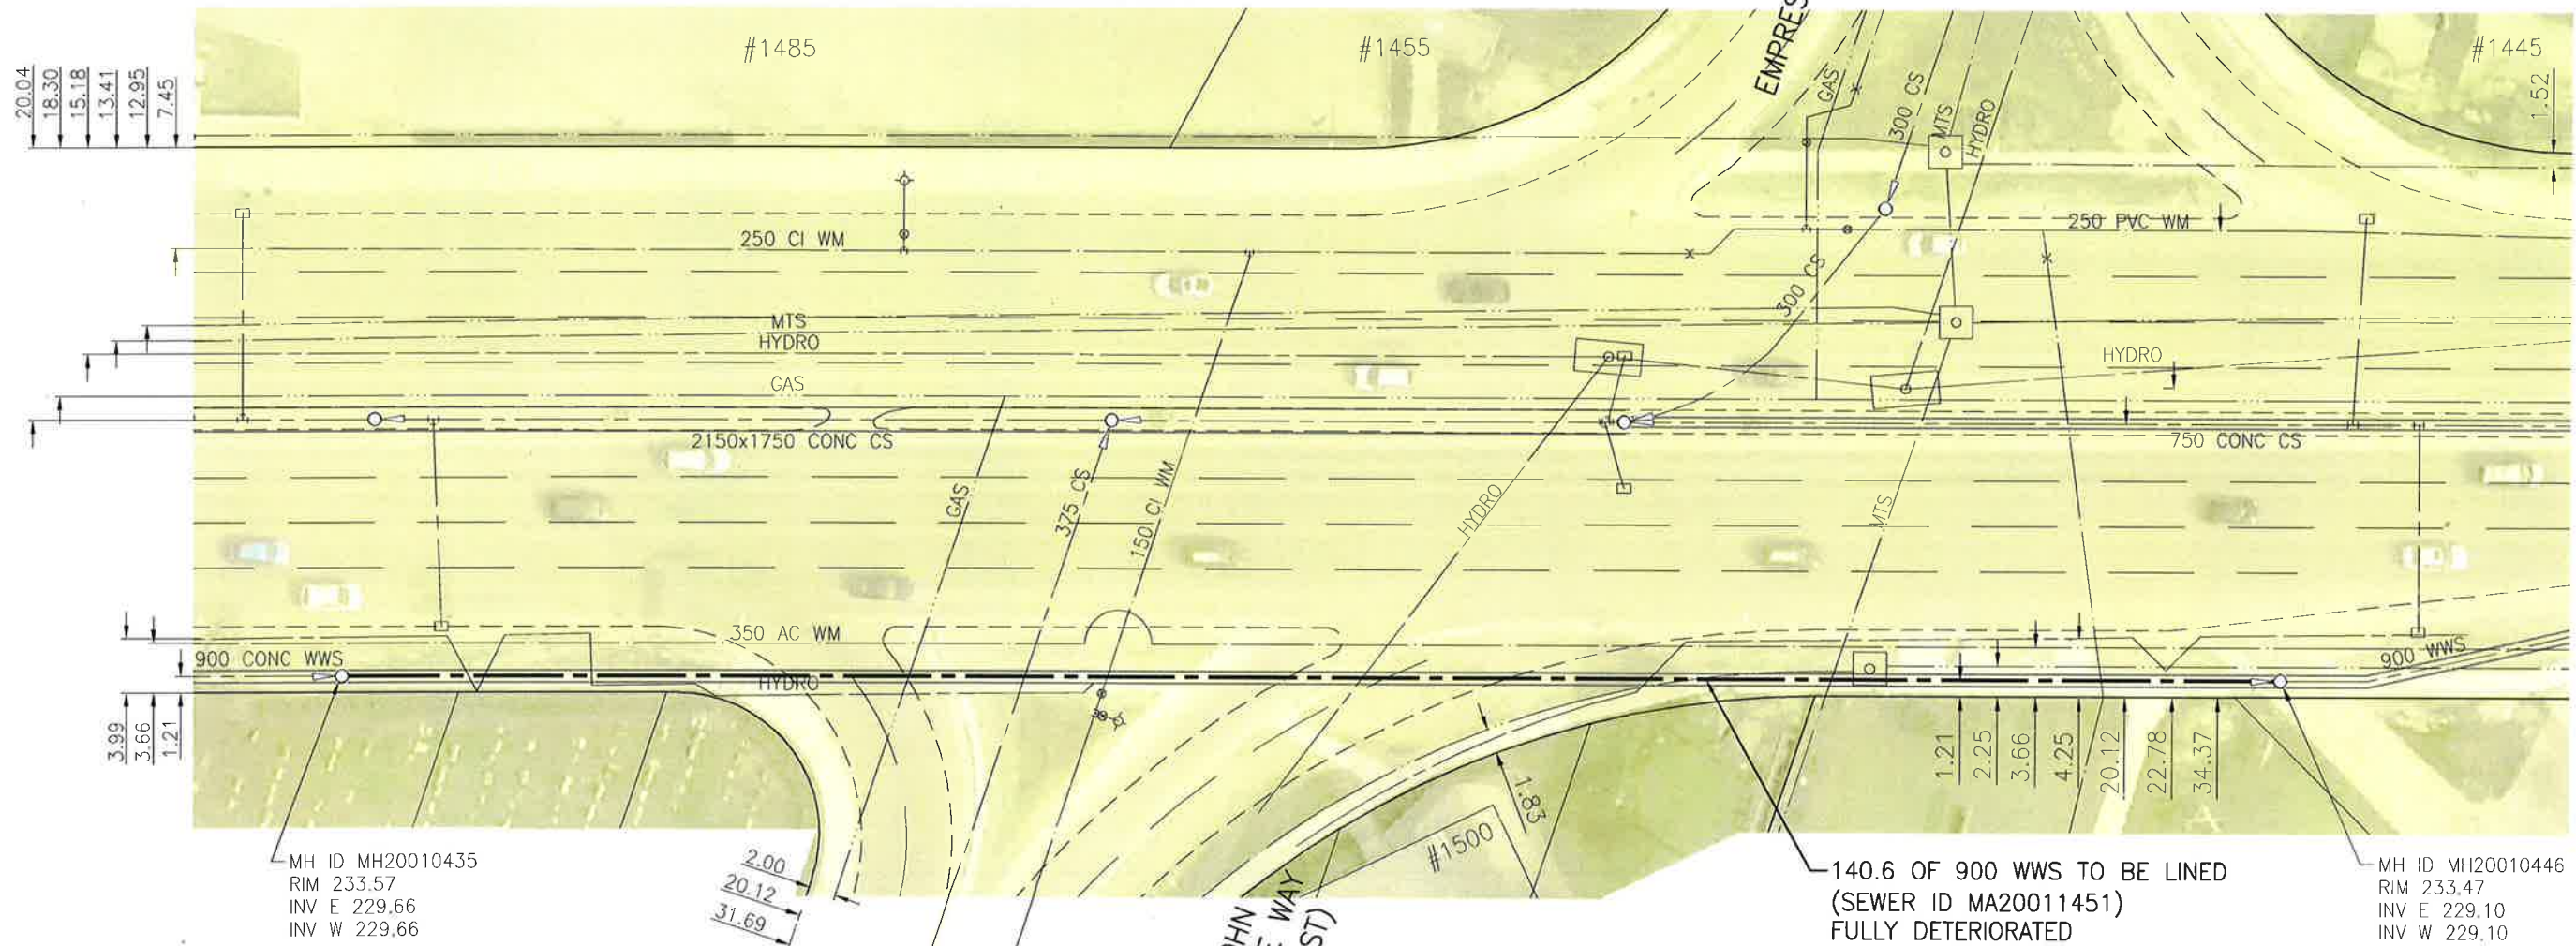 #1485
#1455
#1445
EMPRES
20.04
18.30
15.18
13.41
12.95
7.45
1.52
GAS
300 CS
MTS
HYDRO
250 CI WM
250 PVC WM
300 CS
MTS
HYDRO
HYDRO
GAS
2150x1750 CONC CS
750 CONC CS
GAS
375 CS
150 CI WM
HYDRO
MTS
350 AC WM
900 CONC WWS
HYDRO
900 WWS
3.99
3.66
1.21
1.21
2.25
3.66
4.25
20.12
22.78
34.37
1.83
#1500
MH ID MH20010435
RIM 233.57
INV E 229.66
INV W 229.66
2.00
20.12
31.69
OHN
E WAY
ST)
140.6 OF 900 WWS TO BE LINED
(SEWER ID MA20011451)
FULLY DETERIORATED
MH ID MH20010446
RIM 233.47
INV E 229.10
INV W 229.10